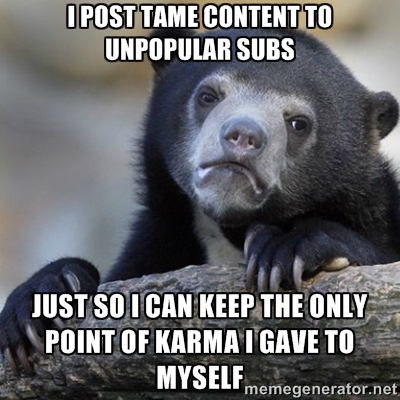 I POST TAME CONTENT TO
UNPOPULAR SUBS
JUST SO I CAN KEEP THE ONLY
POINT OF KARMA I GAVE TO
MYSELF
memegenerator.net